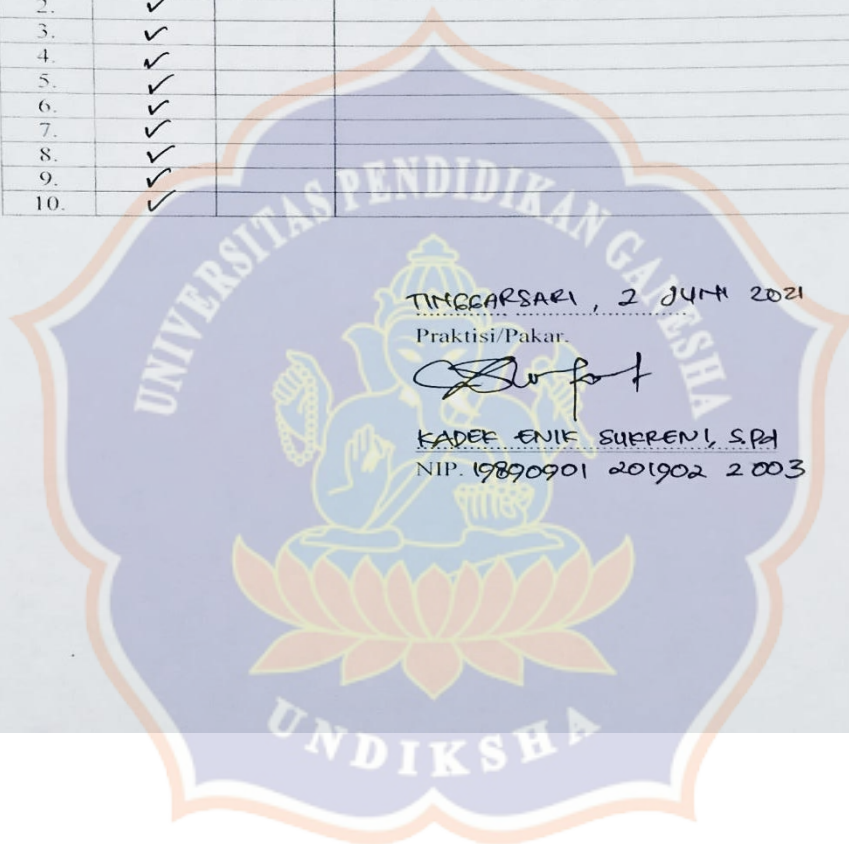 2. ✓
3. ✓
4. ✓
5. ✓
6. ✓
7. ✓
8. ✓
9. ✓
10. ✓
UNIVERSITAS PENDIDIKAN GANESHA
TINGGARSARI, 2 JUNI 2021
Praktisi/Pakar.
KADEK ENIK SUKRENI, S.Pd
NIP. 19890901 201902 2 003
UNDIKSHA